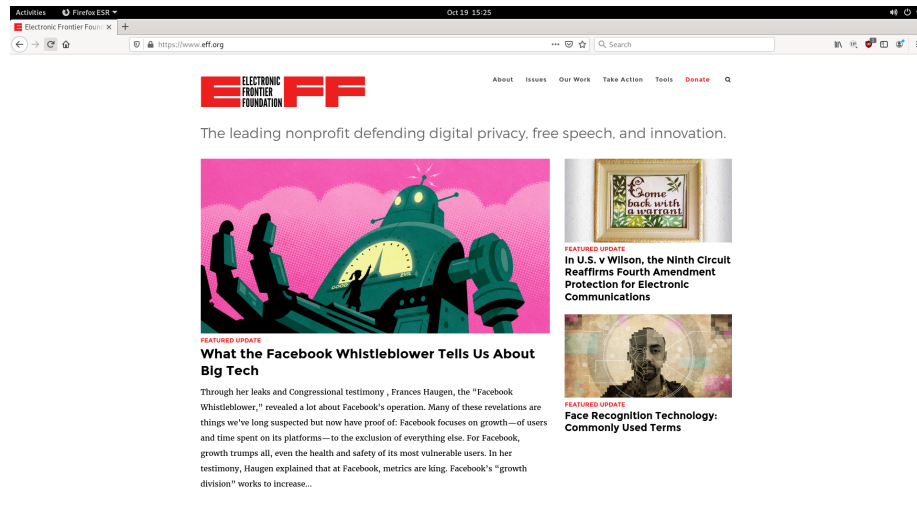 Activities Firefox ESR Oct 19 15:25
Electronic Frontier Foun
https://www.eff.org Search
ELECTRONIC
FRONTIER
FOUNDATION
EFF
About Issues Our Work Take Action Tools Donate
The leading nonprofit defending digital privacy, free speech, and innovation.
GOOD EVIL
FEATURED UPDATE
What the Facebook Whistleblower Tells Us About
Big Tech
Through her leaks and Congressional testimony , Frances Haugen, the “Facebook
Whistleblower,” revealed a lot about Facebook’s operation. Many of these revelations are
things we’ve long suspected but now have proof of: Facebook focuses on growth—of users
and time spent on its platforms—to the exclusion of everything else. For Facebook,
growth trumps all, even the health and safety of its most vulnerable users. In her
testimony, Haugen explained that at Facebook, metrics are king. Facebook’s “growth
division” works to increase...
Come
back with
a warrant
FEATURED UPDATE
In U.S. v Wilson, the Ninth Circuit
Reaffirms Fourth Amendment
Protection for Electronic
Communications
FEATURED UPDATE
Face Recognition Technology:
Commonly Used Terms